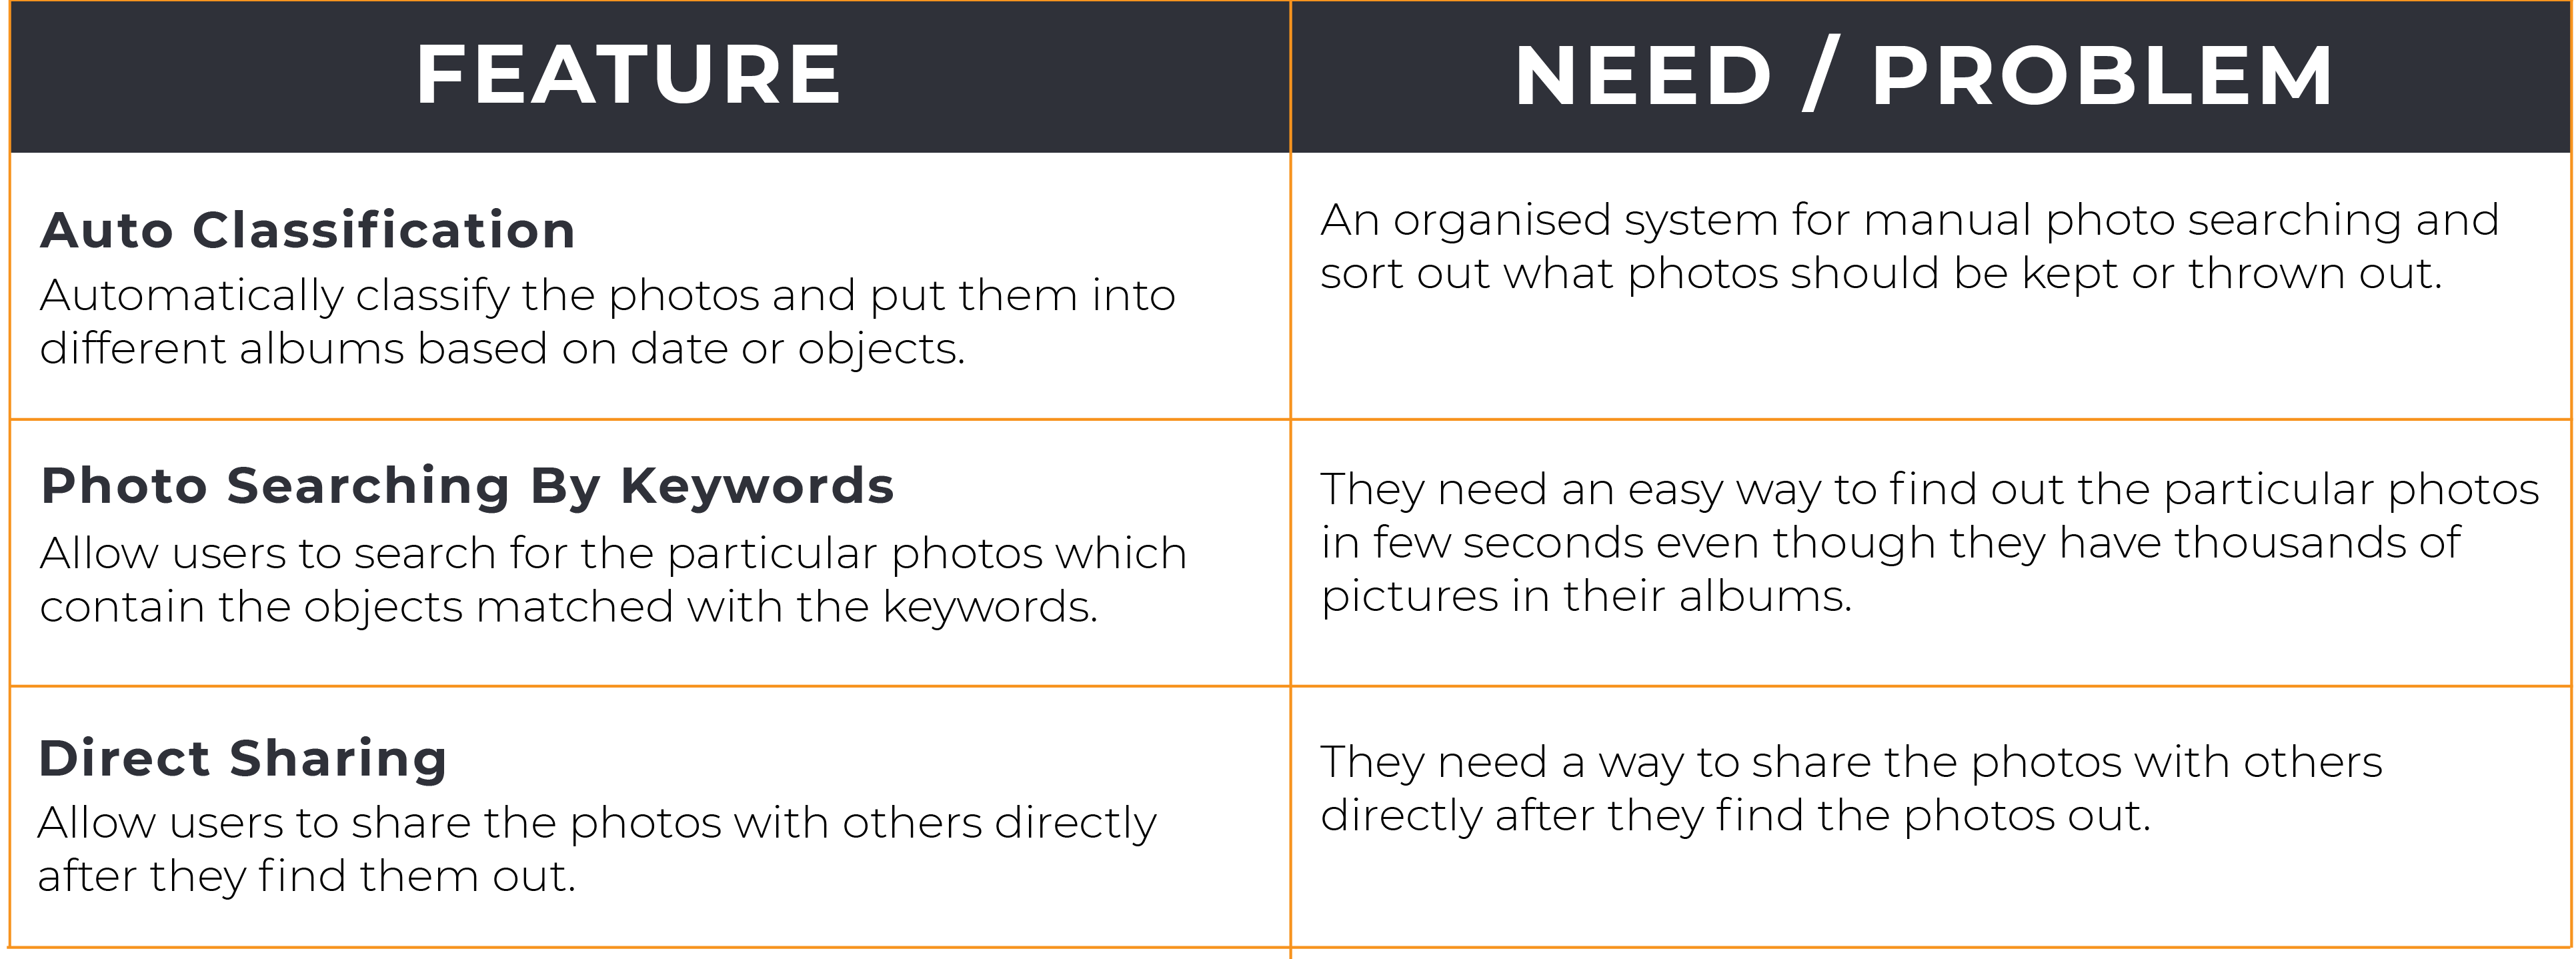 FEATURE
NEED / PROBLEM
Auto Classification
Automatically classify the photos and put them into
different albums based on date or objects.
An organised system for manual photo searching and
sort out what photos should be kept or thrown out.
Photo Searching By Keywords
Allow users to search for the particular photos which
contain the objects matched with the keywords.
They need an easy way to find out the particular photos
in few seconds even though they have thousands of
pictures in their albums.
Direct Sharing
Allow users to share the photos with others directly
after they find them out.
They need a way to share the photos with others
directly after they find the photos out.